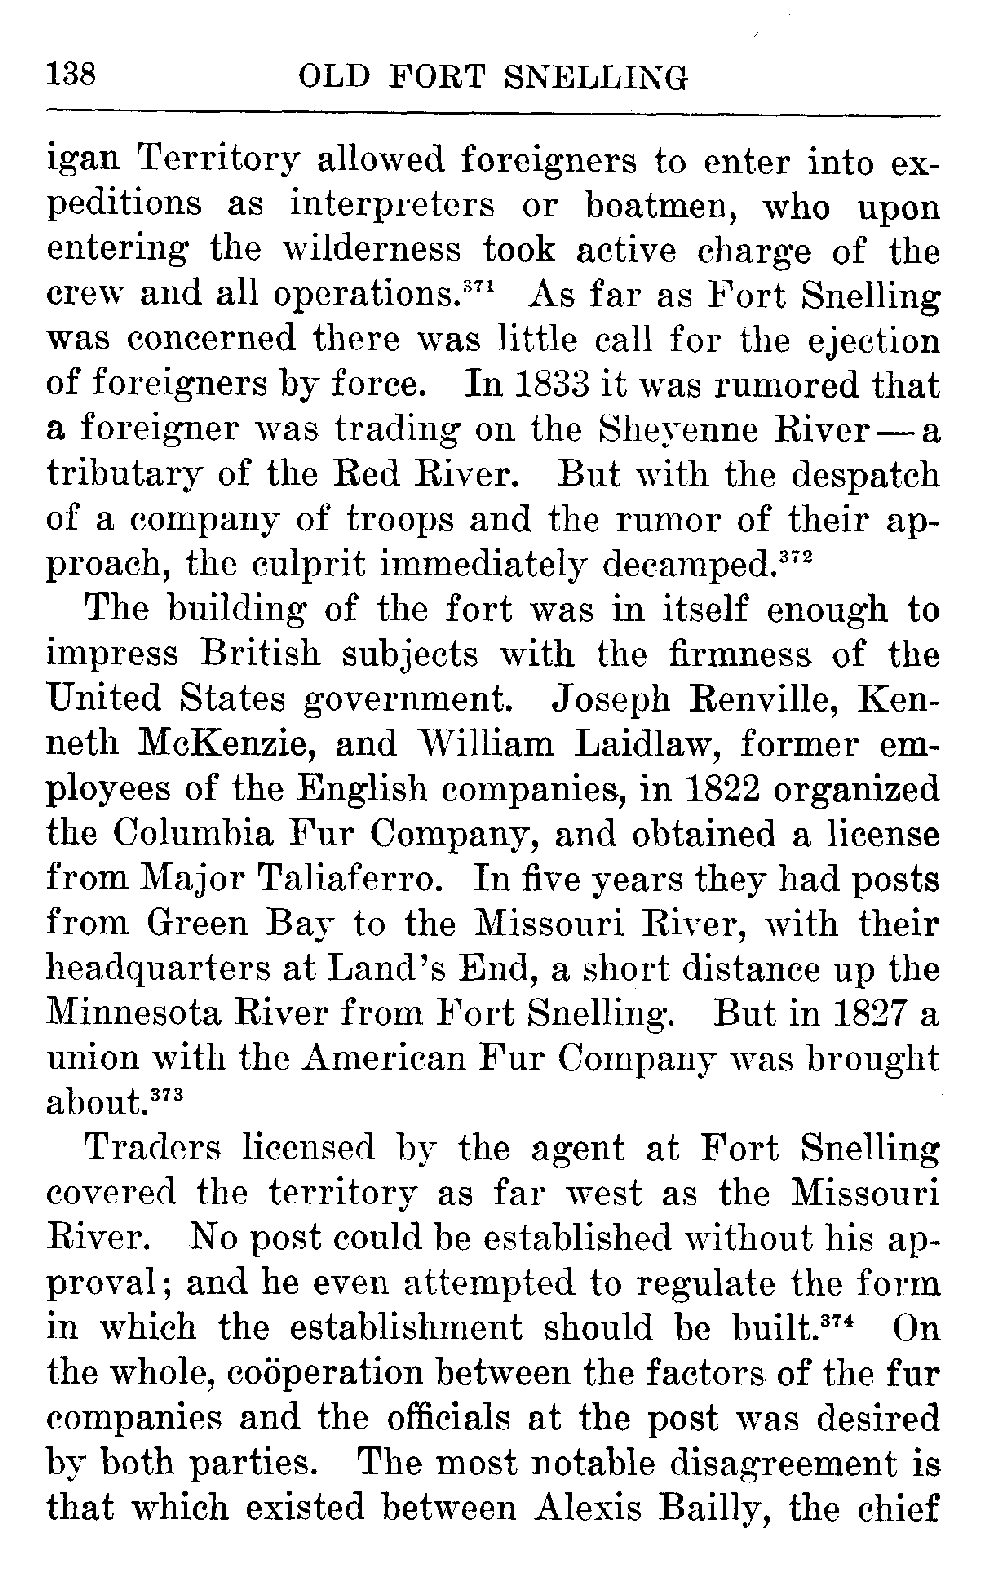 138 OLD FORT SNELLING
igan Territory allowed foreigners to enter into ex-
peditions as interpreters or boatmen, who upon
entering the wilderness took active charge of the
crew and all operations.³⁷¹ As far as Fort Snelling
was concerned there was little call for the ejection
of foreigners by force. In 1833 it was rumored that
a foreigner was trading on the Sheyenne River — a
tributary of the Red River. But with the despatch
of a company of troops and the rumor of their ap-
proach, the culprit immediately decamped.³⁷²
The building of the fort was in itself enough to
impress British subjects with the firmness of the
United States government. Joseph Renville, Ken-
neth McKenzie, and William Laidlaw, former em-
ployees of the English companies, in 1822 organized
the Columbia Fur Company, and obtained a license
from Major Taliaferro. In five years they had posts
from Green Bay to the Missouri River, with their
headquarters at Land's End, a short distance up the
Minnesota River from Fort Snelling. But in 1827 a
union with the American Fur Company was brought
about.³⁷³
Traders licensed by the agent at Fort Snelling
covered the territory as far west as the Missouri
River. No post could be established without his ap-
proval; and he even attempted to regulate the form
in which the establishment should be built.³⁷⁴ On
the whole, coöperation between the factors of the fur
companies and the officials at the post was desired
by both parties. The most notable disagreement is
that which existed between Alexis Bailly, the chief